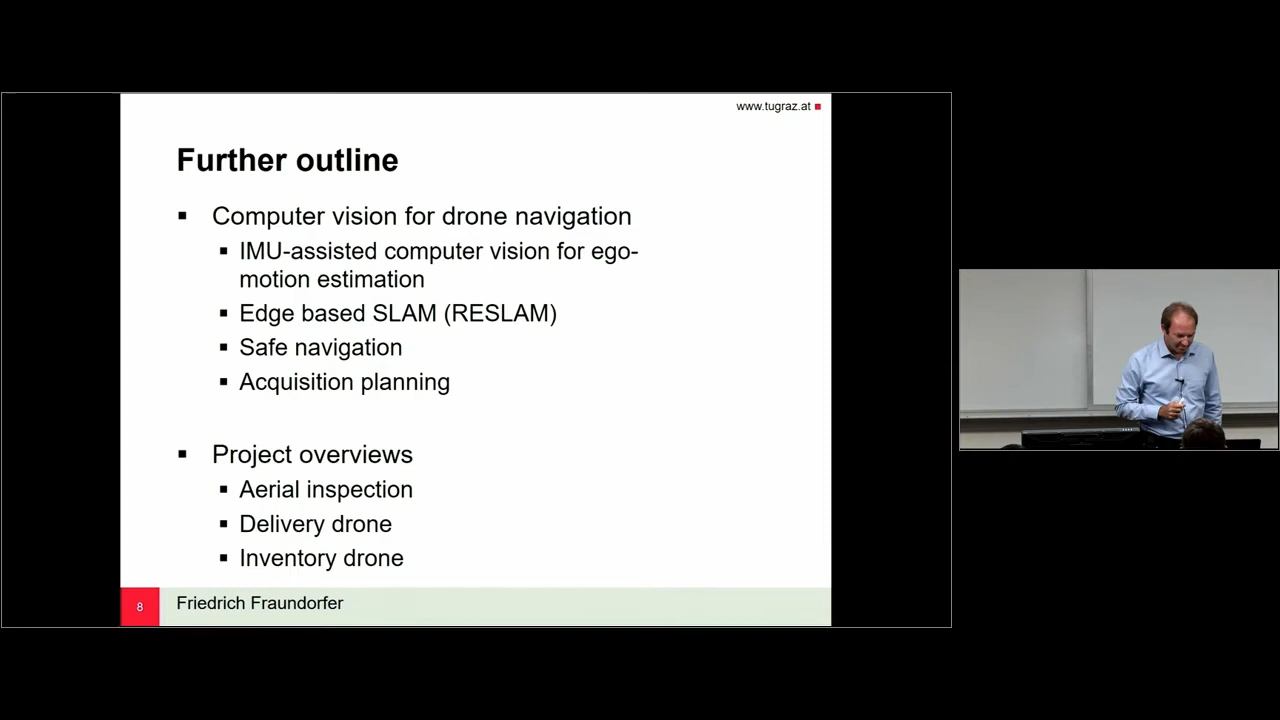 www.tugraz.at
Further outline
Computer vision for drone navigation
IMU-assisted computer vision for ego-
motion estimation
Edge based SLAM (RESLAM)
Safe navigation
Acquisition planning
Project overviews
Aerial inspection
Delivery drone
Inventory drone
8
Friedrich Fraundorfer